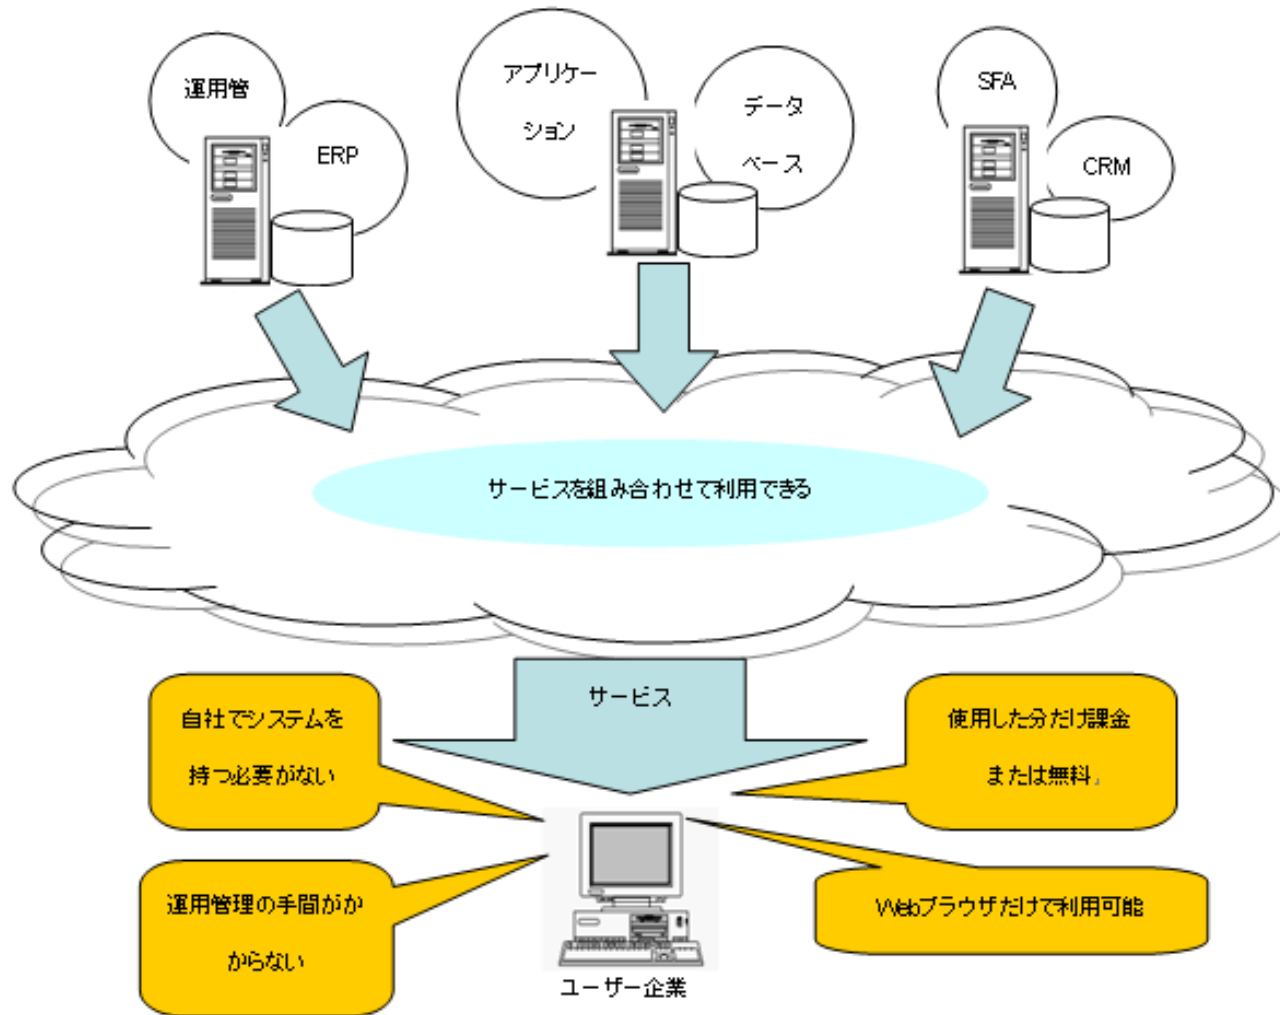 運用管
ERP
アプリケー
ション
データ
ベース
SFA
CRM
サービスを組み合わせて利用できる
サービス
自社でシステムを
持つ必要がない
使用した分だけ課金
または無料。
運用管理の手間がか
からない
Webブラウザだけで利用可能
ユーザー企業